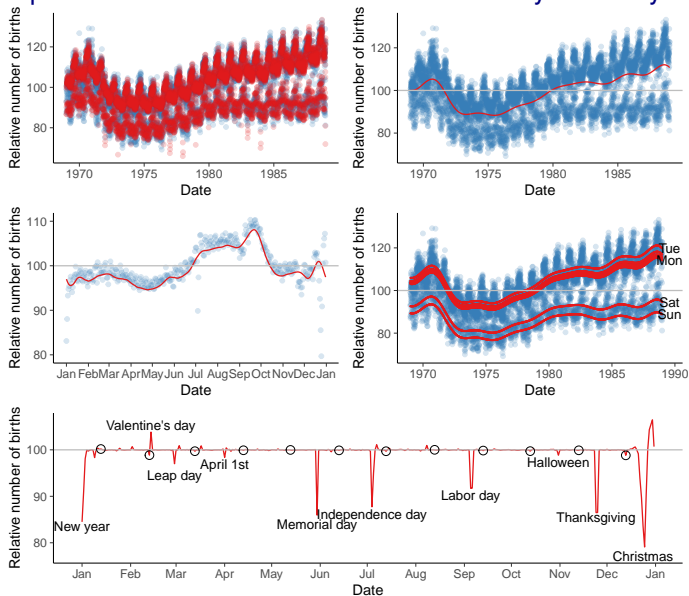 Relative number of births
120
100
80
1970
1975
1980
1985
Date
Relative number of births
120
100
80
1970
1975
1980
1985
Date
Relative number of births
110
100
90
80
Jan Feb Mar Apr May Jun Jul Aug Sep Oct Nov Dec Jan
Date
Relative number of births
120
100
80
Tue
Mon
Sat
Sun
1970
1975
1980
1985
1990
Date
Relative number of births
100
90
80
Valentine's day
Leap day
April 1st
Halloween
New year
Memorial day
Independence day
Labor day
Thanksgiving
Christmas
Jan Feb Mar Apr May Jun Jul Aug Sep Oct Nov Dec Jan
Date